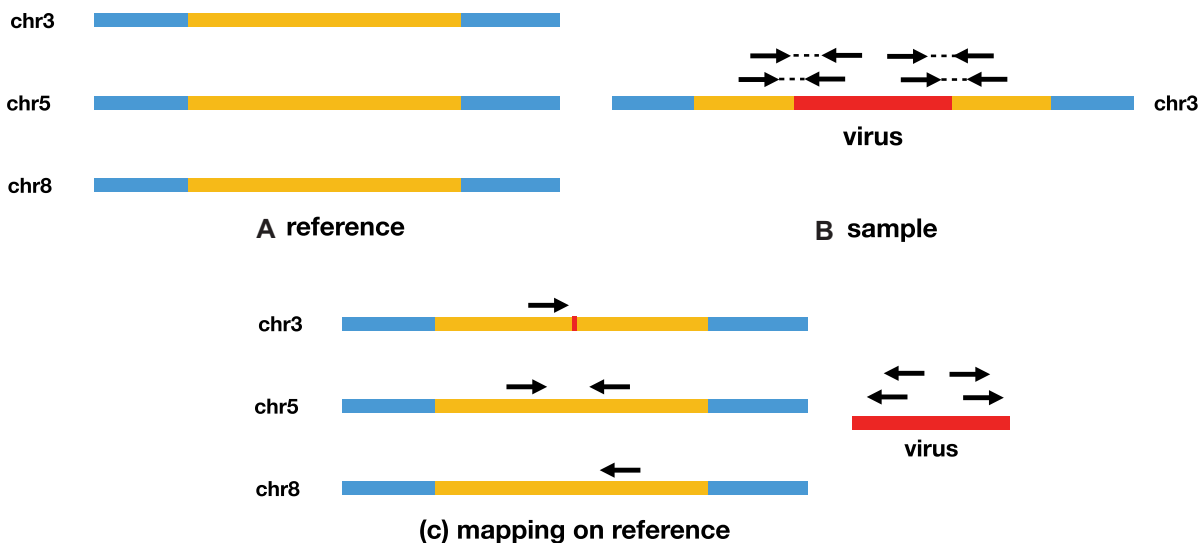 chr3
chr5
chr8
A reference
chr3
virus
B sample
chr3
chr5
chr8
virus
(c) mapping on reference